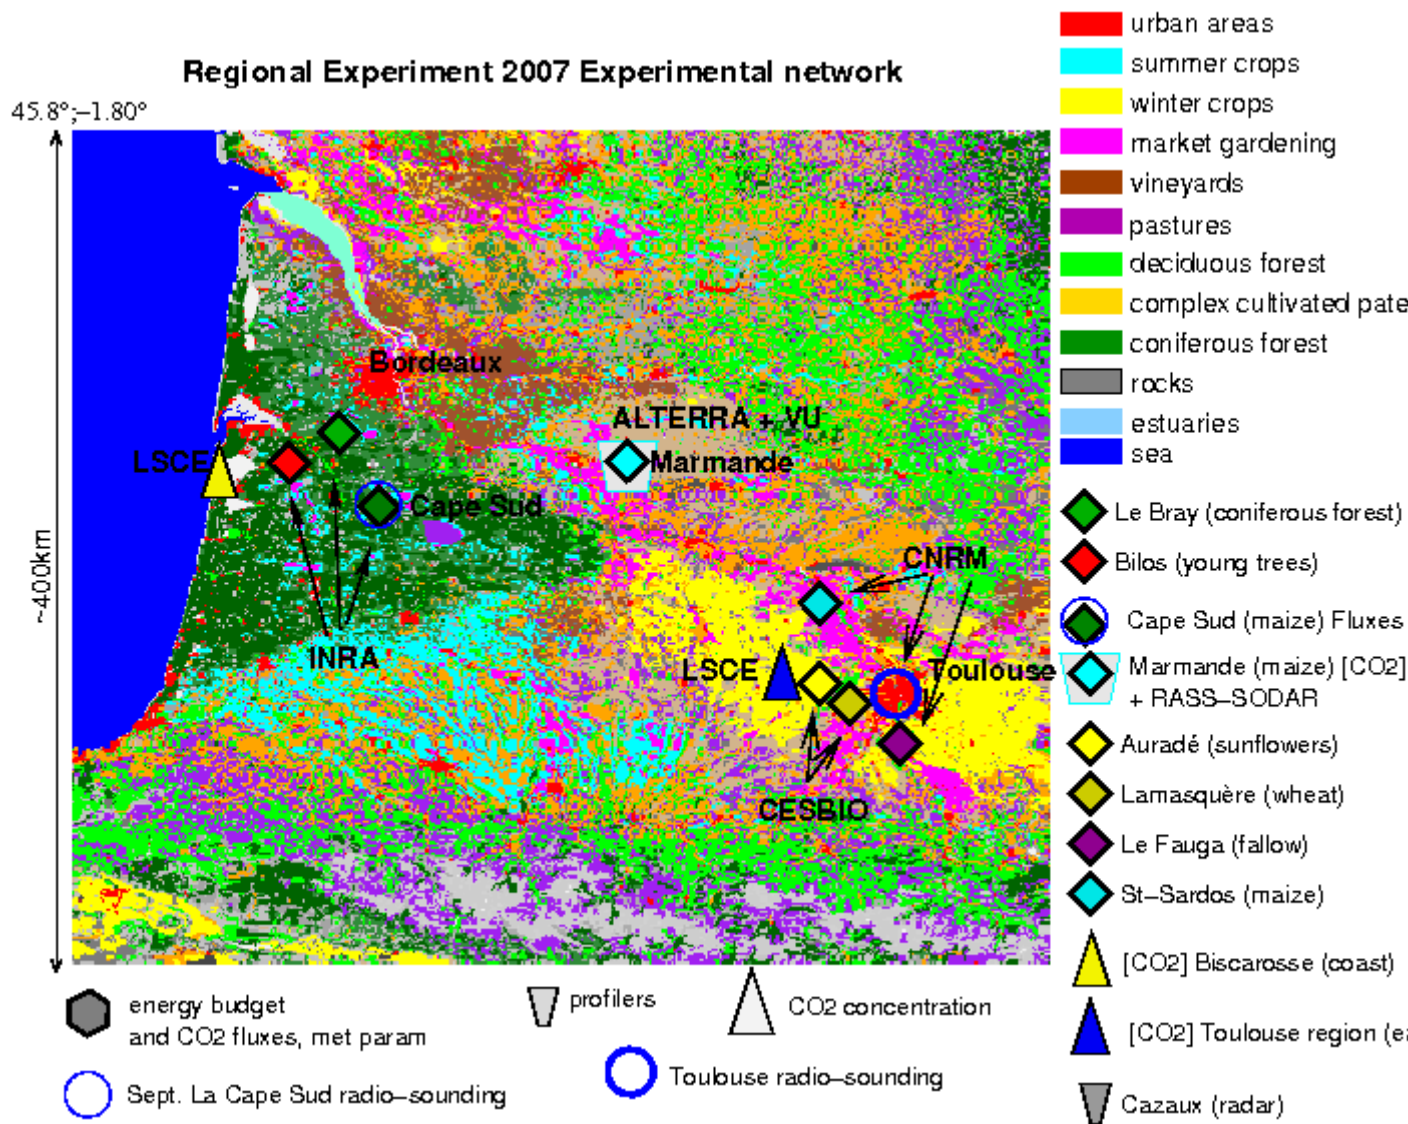 Regional Experiment 2007 Experimental network
45.8°;–1.80°
~400km
Bordeaux
ALTERRA + VU
LSCE
Marmande
Cape Sud
CNRM
INRA
LSCE
Toulouse
CESBIO
urban areas
summer crops
winter crops
market gardening
vineyards
pastures
deciduous forest
complex cultivated pate
coniferous forest
rocks
estuaries
sea
Le Bray (coniferous forest)
Bilos (young trees)
Cape Sud (maize) Fluxes
Marmande (maize) [CO2]
+ RASS–SODAR
Auradé (sunflowers)
Lamasquère (wheat)
Le Fauga (fallow)
St–Sardos (maize)
[CO2] Biscarosse (coast)
[CO2] Toulouse region (ea
Cazaux (radar)
energy budget
and CO2 fluxes, met param
profilers
CO2 concentration
Sept. La Cape Sud radio–sounding
Toulouse radio–sounding